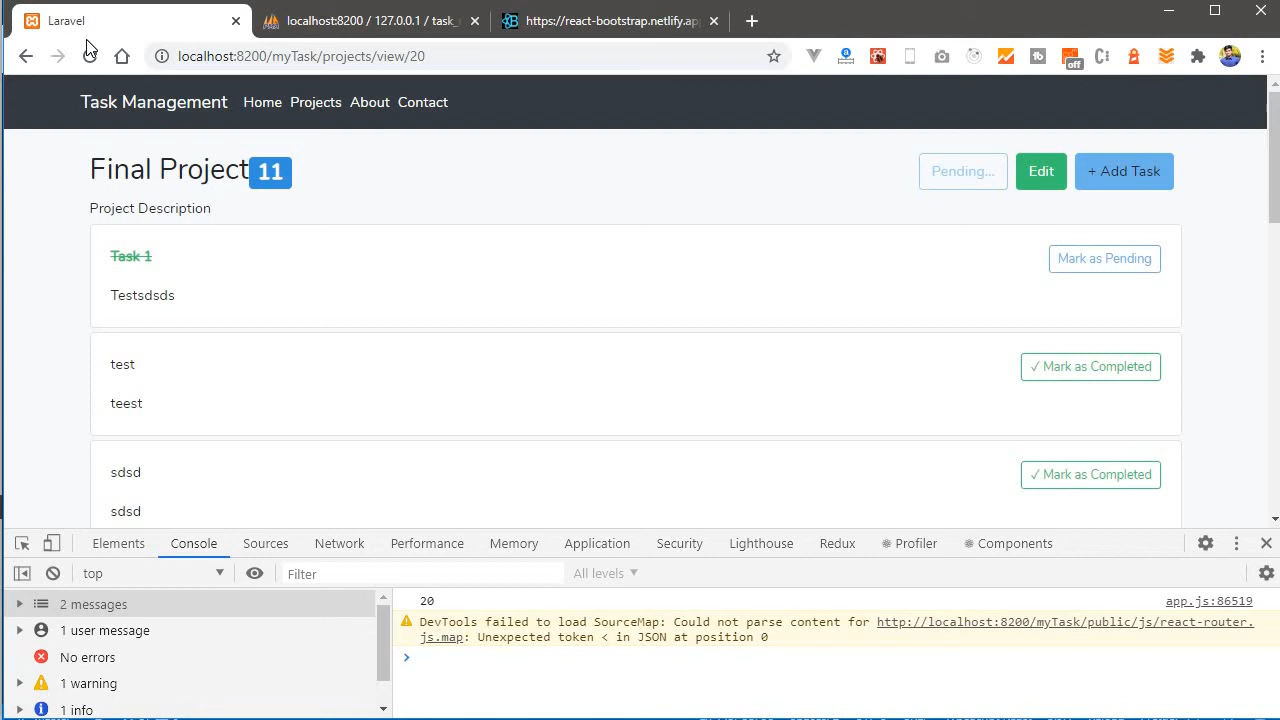 Laravel
localhost:8200 / 127.0.0.1 / task_
https://react-bootstrap.netlify.ap
localhost:8200/myTask/projects/view/20
off
Task Management Home Projects About Contact
Final Project 11
Pending... Edit + Add Task
Project Description
Task 1
Mark as Pending
Testsdsds
test
✓ Mark as Completed
teest
sdsd
✓ Mark as Completed
sdsd
Elements Console Sources Network Performance Memory Application Security Lighthouse Redux Profiler Components
top Filter All levels
2 messages
1 user message
No errors
1 warning
1 info
20 app.js:86519
DevTools failed to load SourceMap: Could not parse content for http://localhost:8200/myTask/public/js/react-router.
js.map: Unexpected token < in JSON at position 0